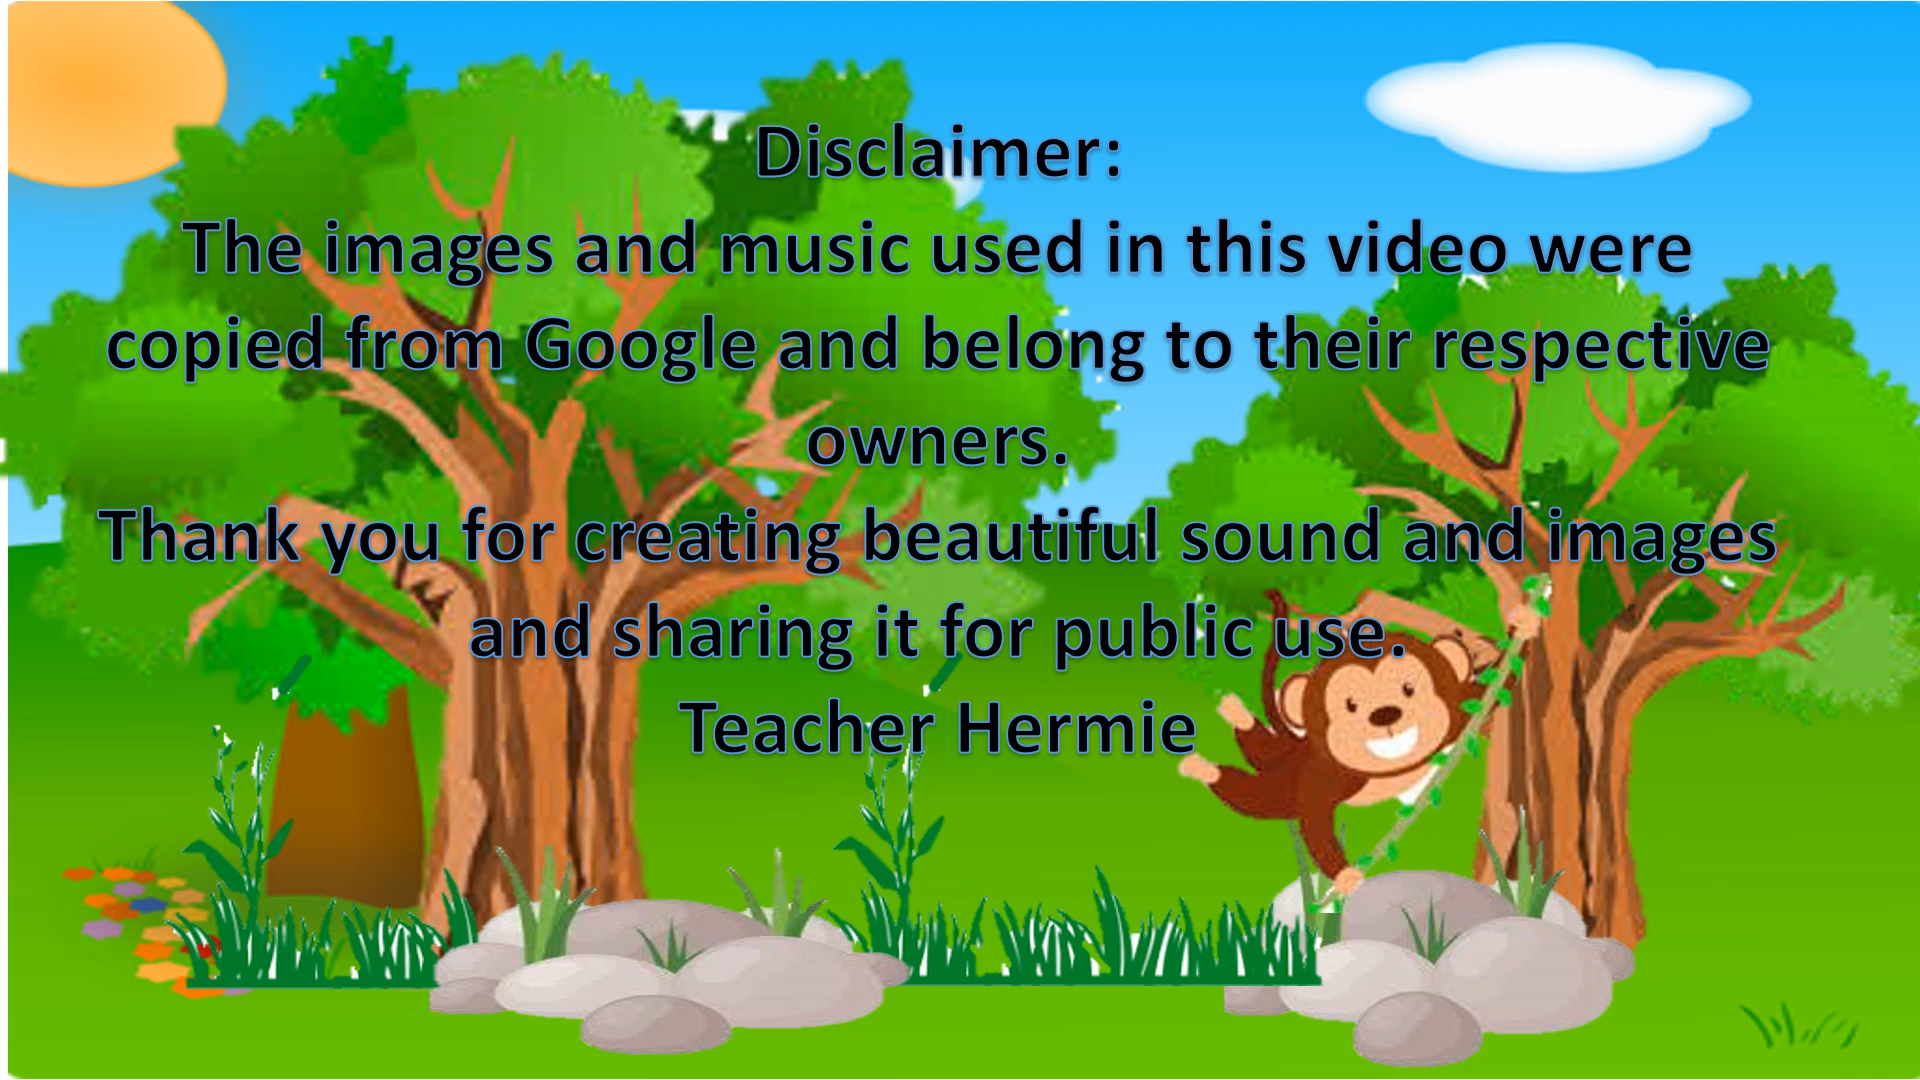 Disclaimer:
The images and music used in this video were
copied from Google and belong to their respective
owners.
Thank you for creating beautiful sound and images
and sharing it for public use.
Teacher Hermie